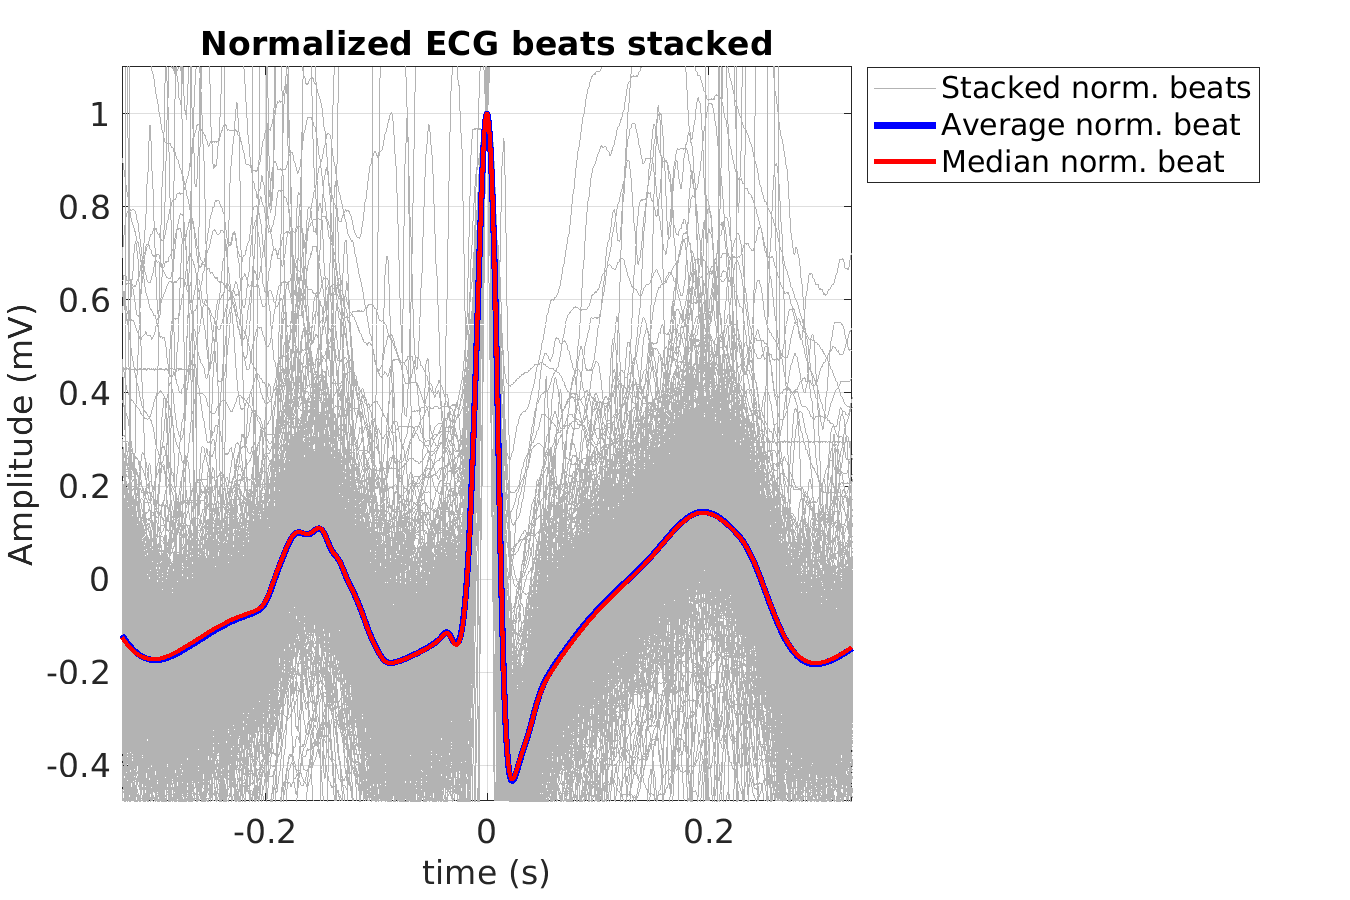 Normalized ECG beats stacked
Stacked norm. beats
Average norm. beat
Median norm. beat
Amplitude (mV)
1
0.8
0.6
0.4
0.2
0
-0.2
-0.4
-0.2 0 0.2
time (s)